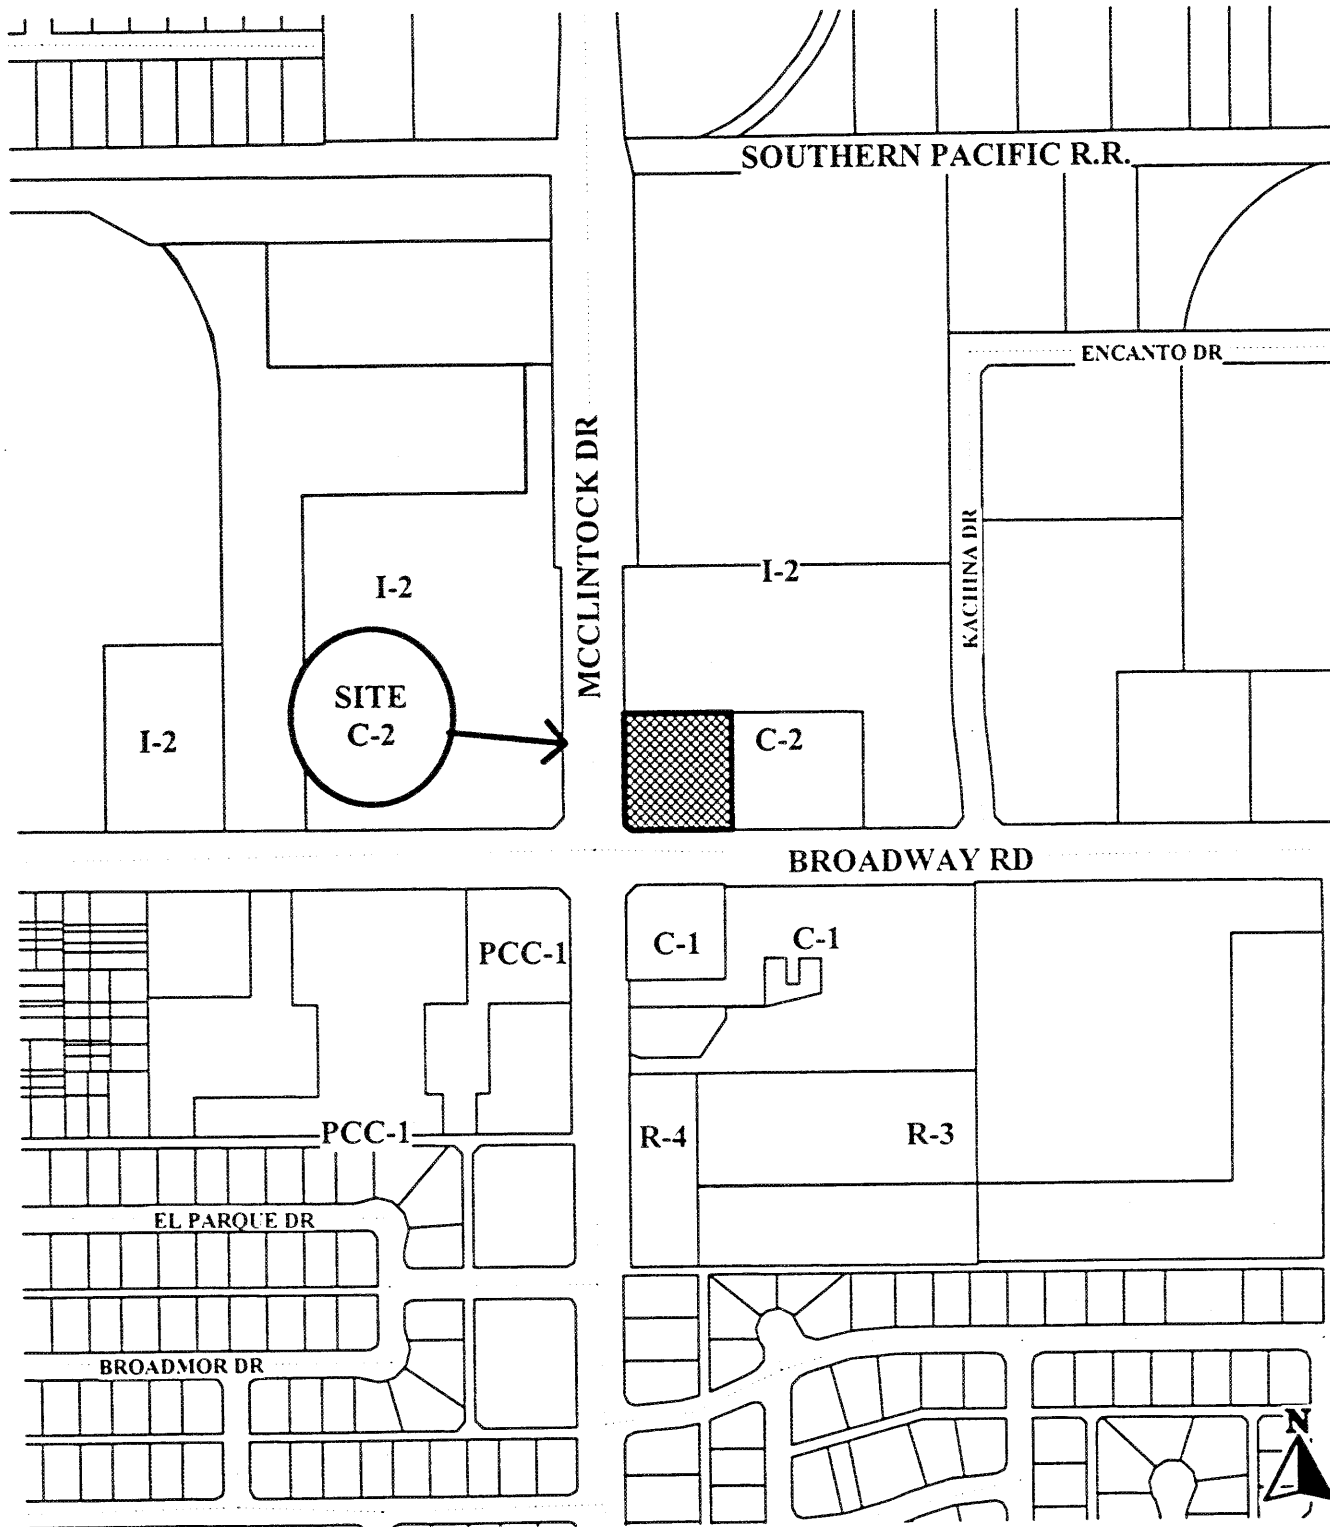 SOUTHERN PACIFIC R.R.
ENCANTO DR
MCCLINTOCK DR
KACHINA DR
I-2
I-2
SITE
C-2
I-2
C-2
BROADWAY RD
PCC-1
C-1
C-1
PCC-1
R-4
R-3
EL PARQUE DR
BROADMOR DR
N